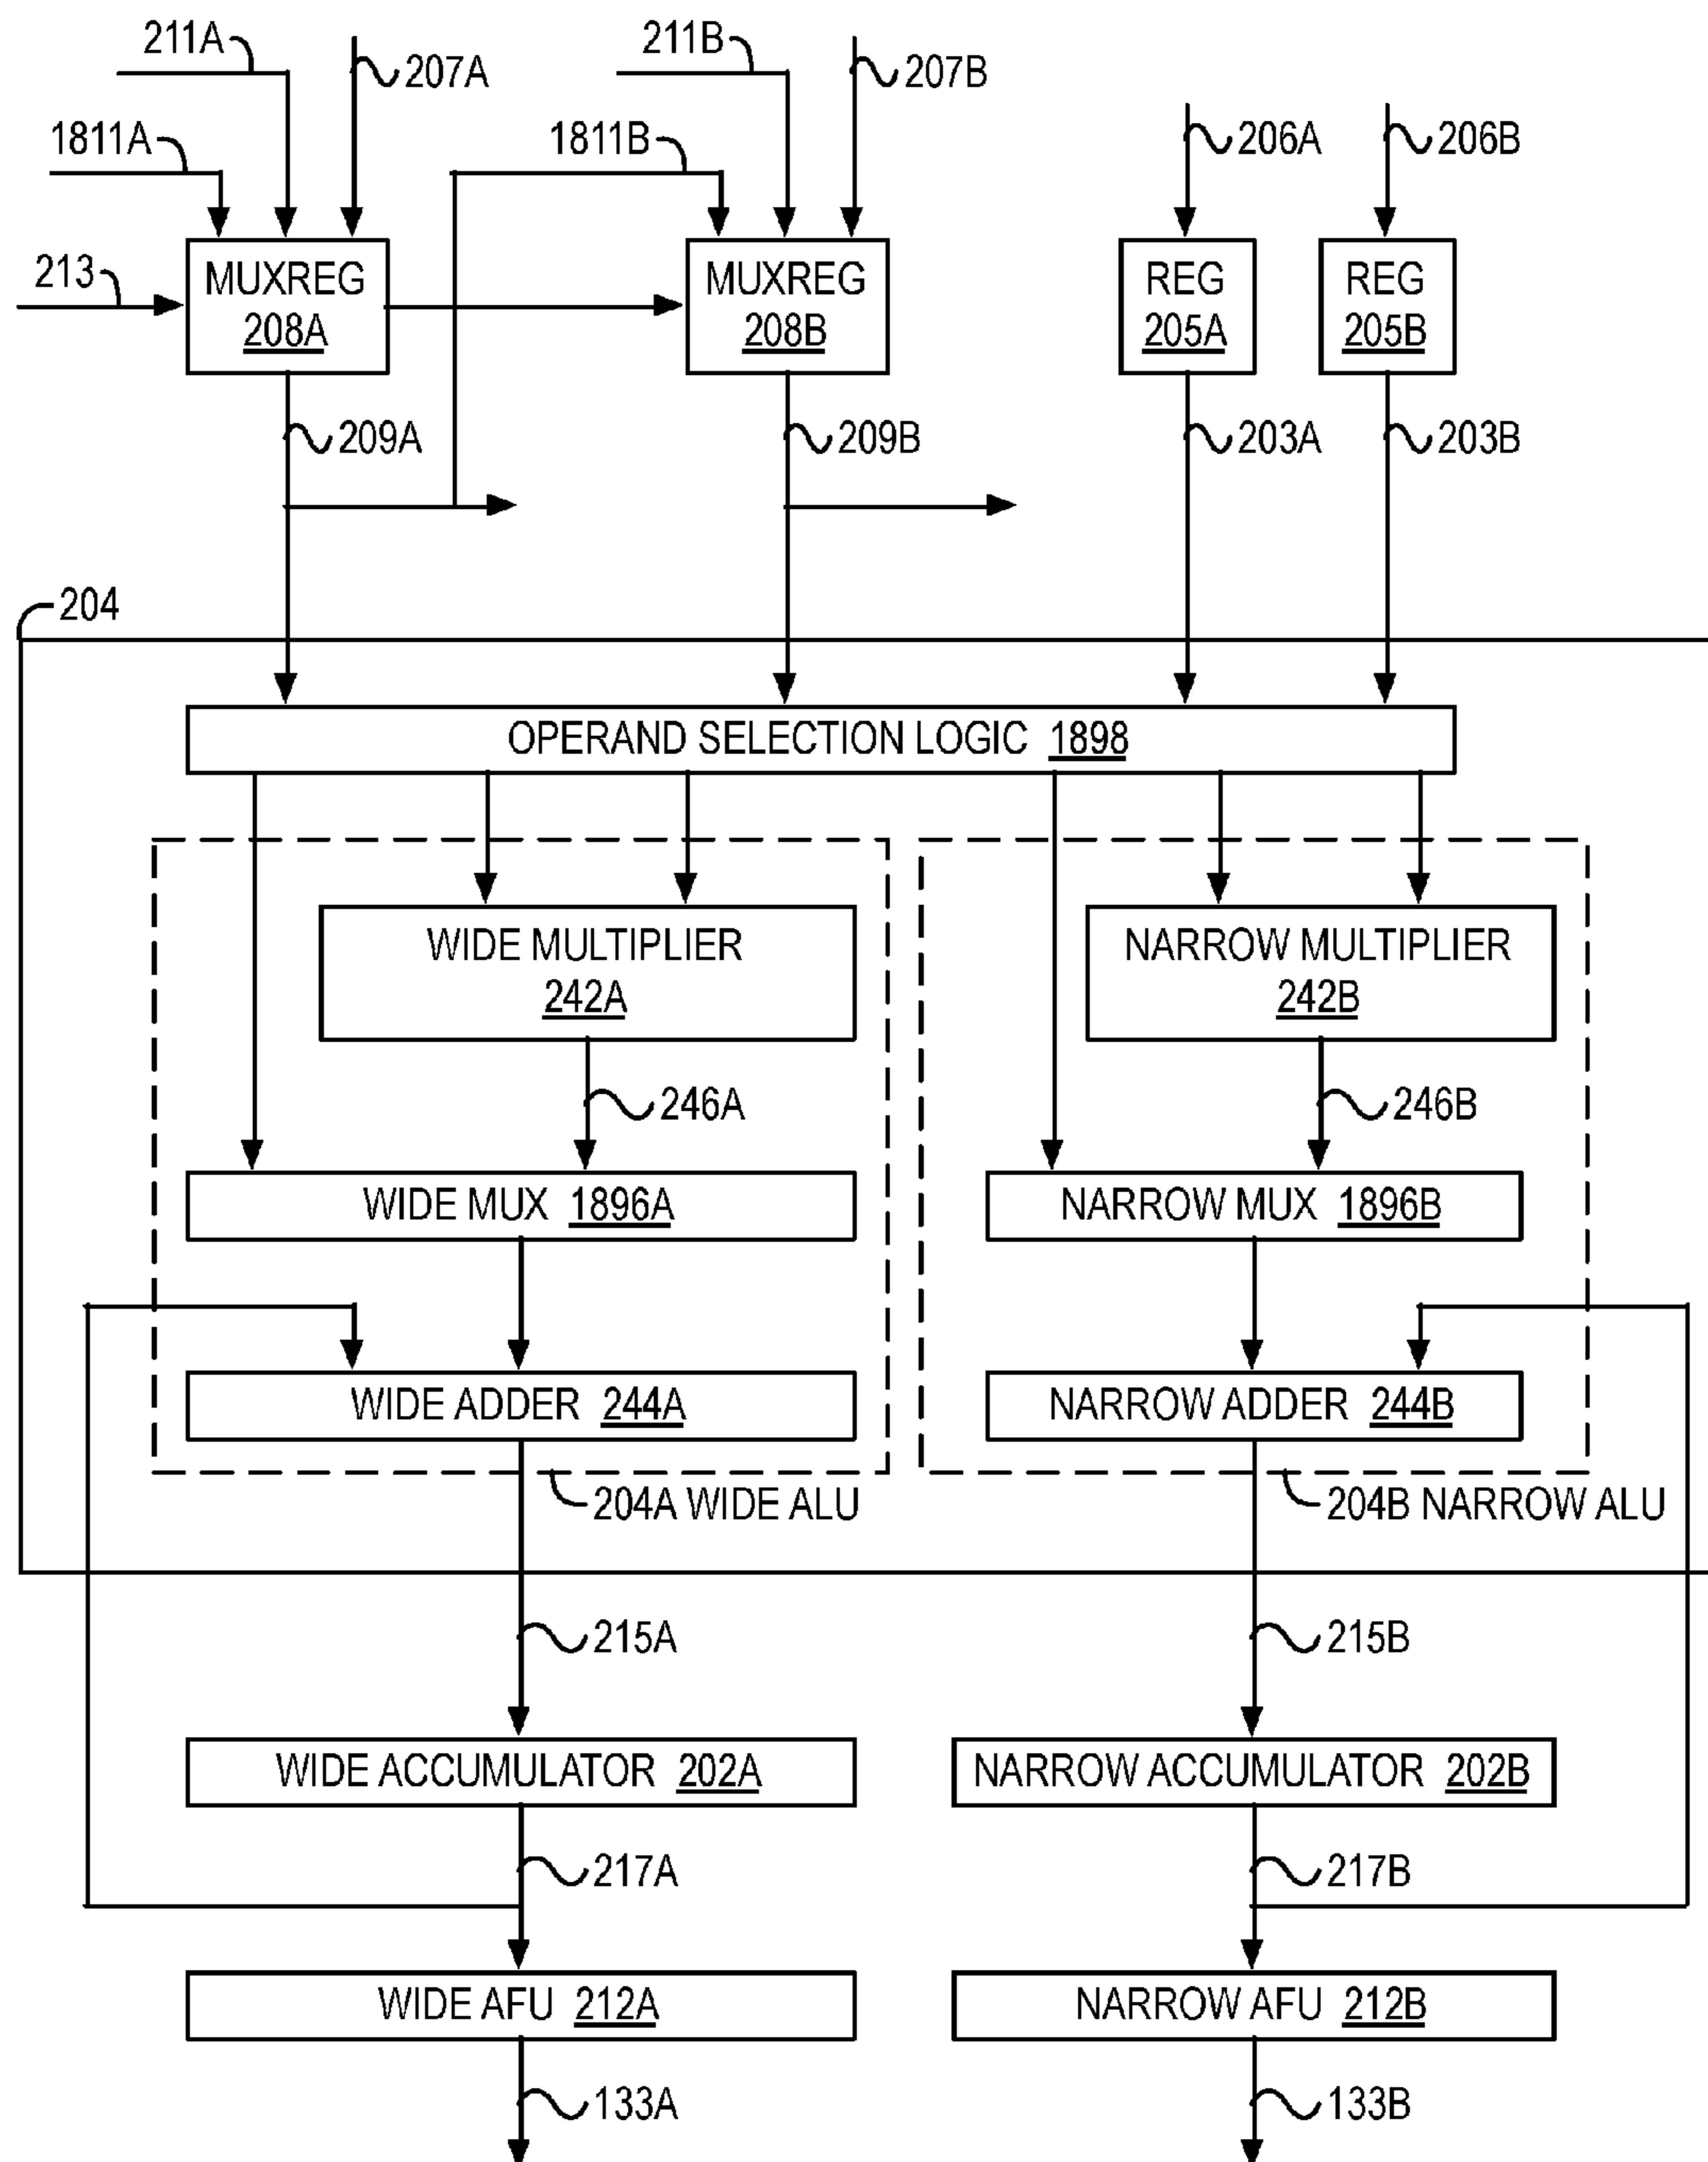 211A
207A
211B
207B
1811A
1811B
206A
206B
213
MUXREG
208A
MUXREG
208B
REG
205A
REG
205B
209A
209B
203A
203B
204
OPERAND SELECTION LOGIC 1898
WIDE MULTIPLIER
242A
NARROW MULTIPLIER
242B
246A
246B
WIDE MUX 1896A
NARROW MUX 1896B
WIDE ADDER 244A
NARROW ADDER 244B
204A WIDE ALU
204B NARROW ALU
215A
215B
WIDE ACCUMULATOR 202A
NARROW ACCUMULATOR 202B
217A
217B
WIDE AFU 212A
NARROW AFU 212B
133A
133B